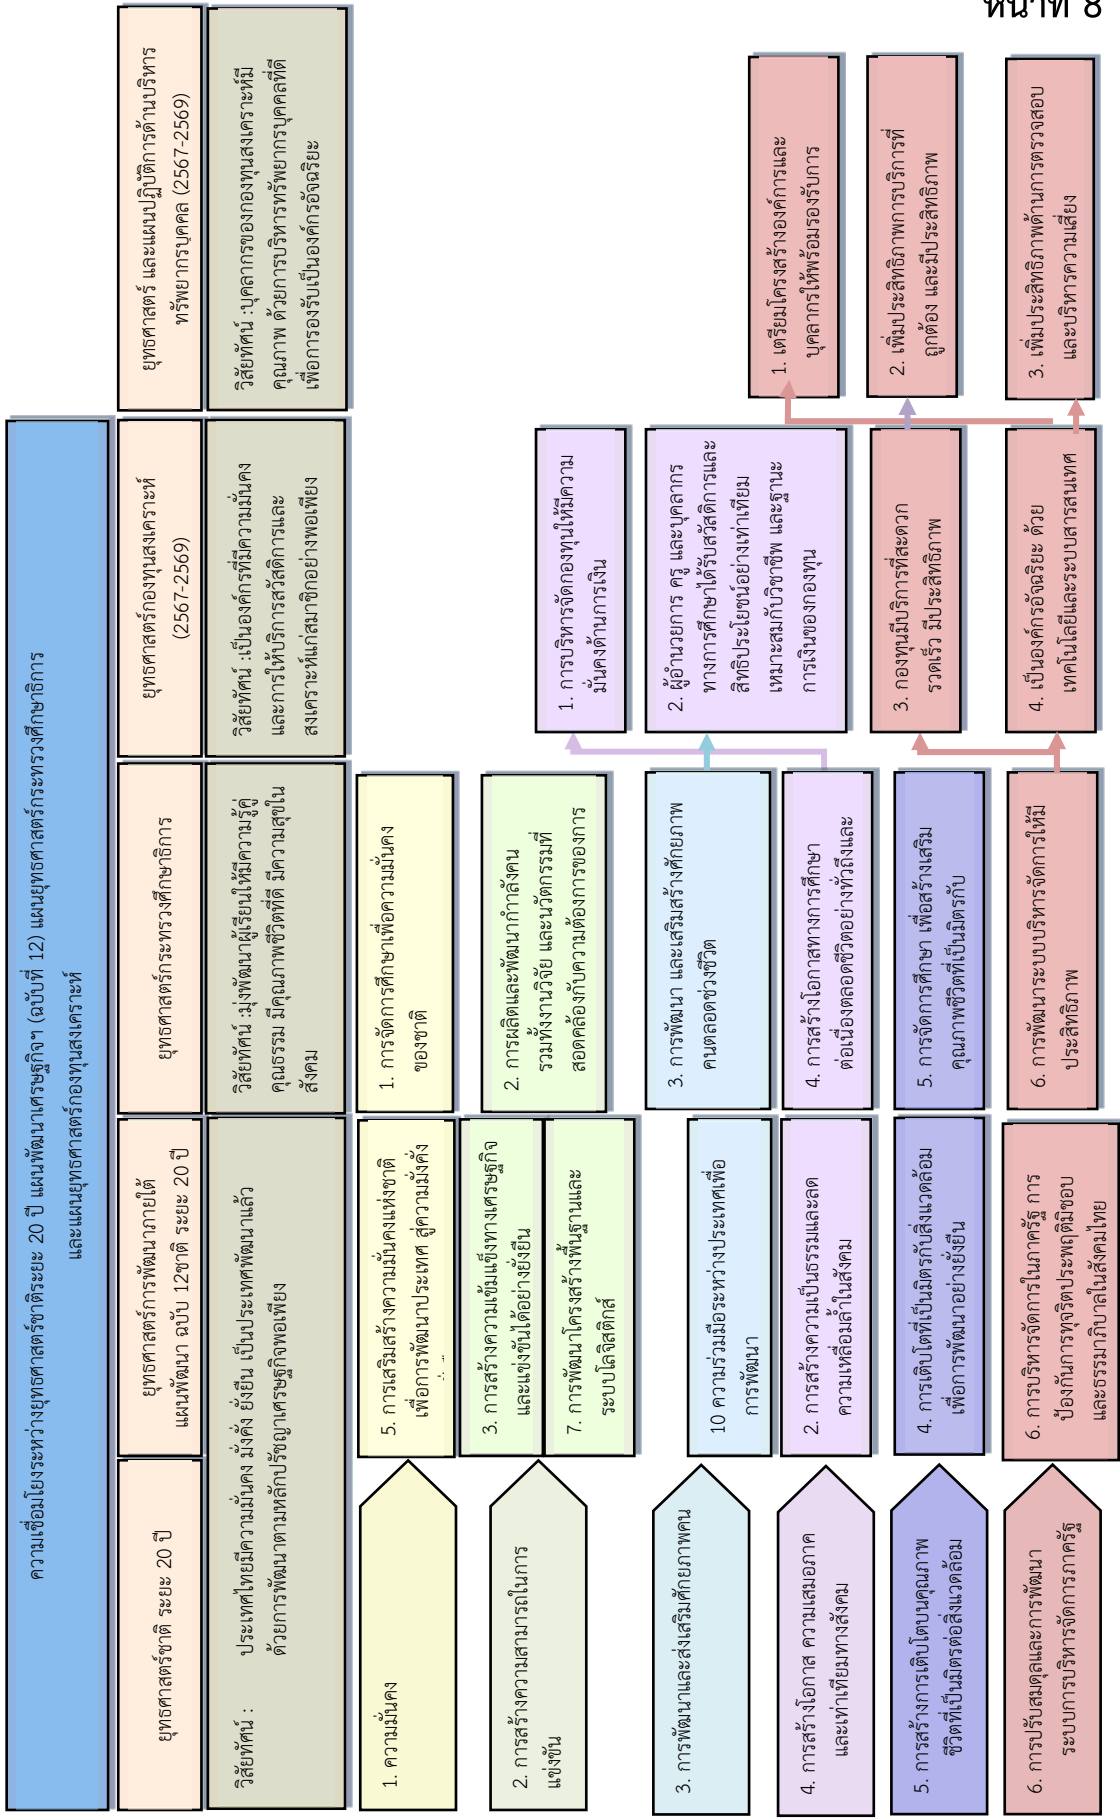 หน้าที่ 8
ความเชื่อมโยงระหว่างยุทธศาสตร์ชาติระยะ 20 ปี แผนพัฒนาเศรษฐกิจฯ (ฉบับที่ 12) แผนยุทธศาสตร์กระทรวงศึกษาธิการ
และแผนยุทธศาสตร์กองทุนสงเคราะห์
ยุทธศาสตร์ชาติ ระยะ 20 ปี
ยุทธศาสตร์การพัฒนาภายใต้
แผนพัฒนา ฉบับ 12ชาติ ระยะ 20 ปี
ยุทธศาสตร์กระทรวงศึกษาธิการ
ยุทธศาสตร์กองทุนสงเคราะห์
(2567-2569)
ยุทธศาสตร์ และแผนปฏิบัติการด้านบริหาร
ทรัพยากรบุคคล (2567-2569)
วิสัยทัศน์ : ประเทศไทยมีความมั่นคง มั่งคั่ง ยั่งยืน เป็นประเทศพัฒนาแล้ว
ด้วยการพัฒนาตามหลักปรัชญาเศรษฐกิจพอเพียง
วิสัยทัศน์ :มุ่งพัฒนาผู้เรียนให้มีความรู้คู่
คุณธรรม มีคุณภาพชีวิตที่ดี มีความสุขใน
สังคม
วิสัยทัศน์ :เป็นองค์กรที่มีความมั่นคง
และการให้บริการสวัสดิการและ
สงเคราะห์แก่สมาชิกอย่างพอเพียง
วิสัยทัศน์ :บุคลากรของกองทุนสงเคราะห์มี
คุณภาพ ด้วยการบริหารทรัพยากรบุคคลที่ดี
เพื่อการองรับเป็นองค์กรอัจฉริยะ
1. ความมั่นคง
5. การเสริมสร้างความมั่นคงแห่งชาติ
เพื่อการพัฒนาประเทศ สู่ความมั่งคั่ง
1. การจัดการศึกษาเพื่อความมั่นคง
ของชาติ
2. การสร้างความสามารถในการ
แข่งขัน
3. การสร้างความเข้มแข็งทางเศรษฐกิจ
และแข่งขันได้อย่างยั่งยืน
7. การพัฒนาโครงสร้างพื้นฐานและ
ระบบโลจิสติกส์
2. การผลิตและพัฒนากำลังคน
รวมทั้งงานวิจัย และนวัตกรรมที่
สอดคล้องกับความต้องการของการ
1. การบริหารจัดกองทุนให้มีความ
มั่นคงด้านการเงิน
3. การพัฒนาและส่งเสริมศักยภาพคน
10 ความร่วมมือระหว่างประเทศเพื่อ
การพัฒนา
3. การพัฒนา และเสริมสร้างศักยภาพ
คนตลอดช่วงชีวิต
2. ผู้อำนวยการ ครู และบุคลากร
ทางการศึกษาได้รับสวัสดิการและ
สิทธิประโยชน์อย่างเท่าเทียม
เหมาะสมกับวิชาชีพ และฐานะ
การเงินของกองทุน
1. เตรียมโครงสร้างองค์การและ
บุคลากรให้พร้อมรองรับการ
4. การสร้างโอกาส ความเสมอภาค
และเท่าเทียมทางสังคม
2. การสร้างความเป็นธรรมและลด
ความเหลื่อมล้ำในสังคม
4. การสร้างโอกาสทางการศึกษา
ต่อเนื่องตลอดชีวิตอย่างทั่วถึงและ
5. การสร้างการเติบโตบนคุณภาพ
ชีวิตที่เป็นมิตรต่อสิ่งแวดล้อม
4. การเติบโตที่เป็นมิตรกับสิ่งแวดล้อม
เพื่อการพัฒนาอย่างยั่งยืน
5. การจัดการศึกษา เพื่อสร้างเสริม
คุณภาพชีวิตที่เป็นมิตรกับ
3. กองทุนมีบริการที่สะดวก
รวดเร็ว มีประสิทธิภาพ
2. เพิ่มประสิทธิภาพการบริการที่
ถูกต้อง และมีประสิทธิภาพ
6. การปรับสมดุลและการพัฒนา
ระบบการบริหารจัดการภาครัฐ
6. การบริหารจัดการในภาครัฐ การ
ป้องกันการทุจริตประพฤติมิชอบ
และธรรมาภิบาลในสังคมไทย
6. การพัฒนาระบบบริหารจัดการให้มี
ประสิทธิภาพ
4. เป็นองค์กรอัจฉริยะ ด้วย
เทคโนโลยีและระบบสารสนเทศ
3. เพิ่มประสิทธิภาพด้านการตรวจสอบ
และบริหารความเสี่ยง